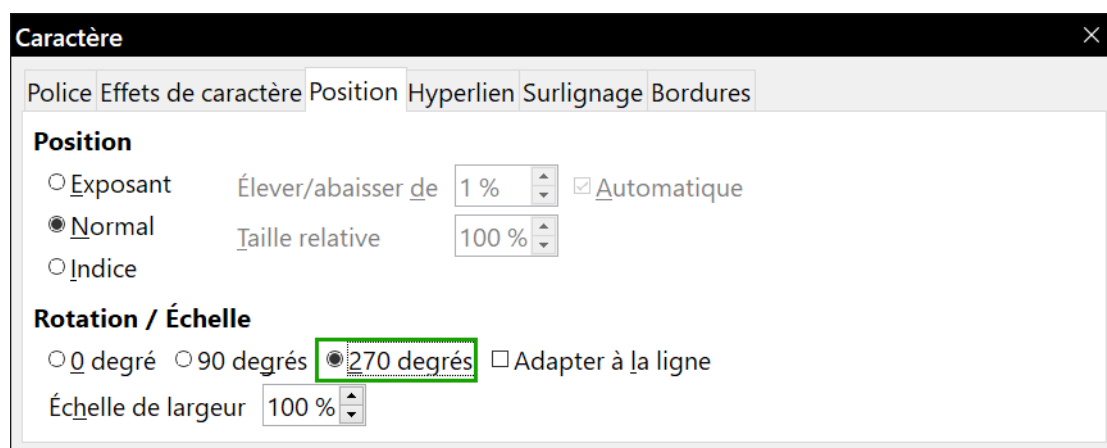 Caractère
Police Effets de caractère Position Hyperlien Surlignage Bordures
Position
Exposant Élever/abaisser de 1 % Automatique
Normal Taille relative 100 %
Indice
Rotation / Échelle
0 degré 90 degrés 270 degrés Adapter à la ligne
Échelle de largeur 100 %